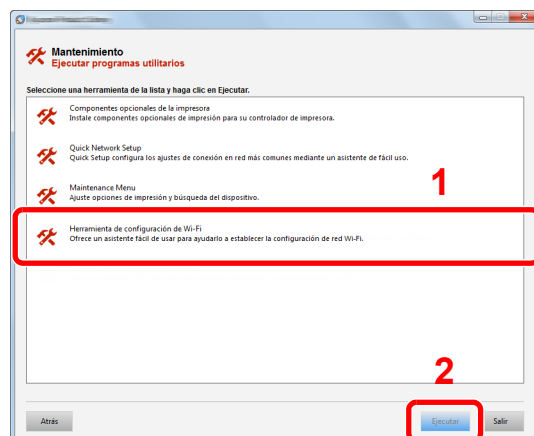 Mantenimiento
Ejecutar programas utilitarios
Seleccione una herramienta de la lista y haga clic en Ejecutar.
Componentes opcionales de la impresora
Instale componentes opcionales de impresión para su controlador de impresora.
Quick Network Setup
Quick Setup configura los ajustes de conexión en red más comunes mediante un asistente de fácil uso.
1
Maintenance Menu
Ajuste opciones de impresión y búsqueda del dispositivo.
Herramienta de configuración de Wi-Fi
Ofrece un asistente fácil de usar para ayudarlo a establecer la configuración de red Wi-Fi.
2
Atrás
Ejecutar
Salir